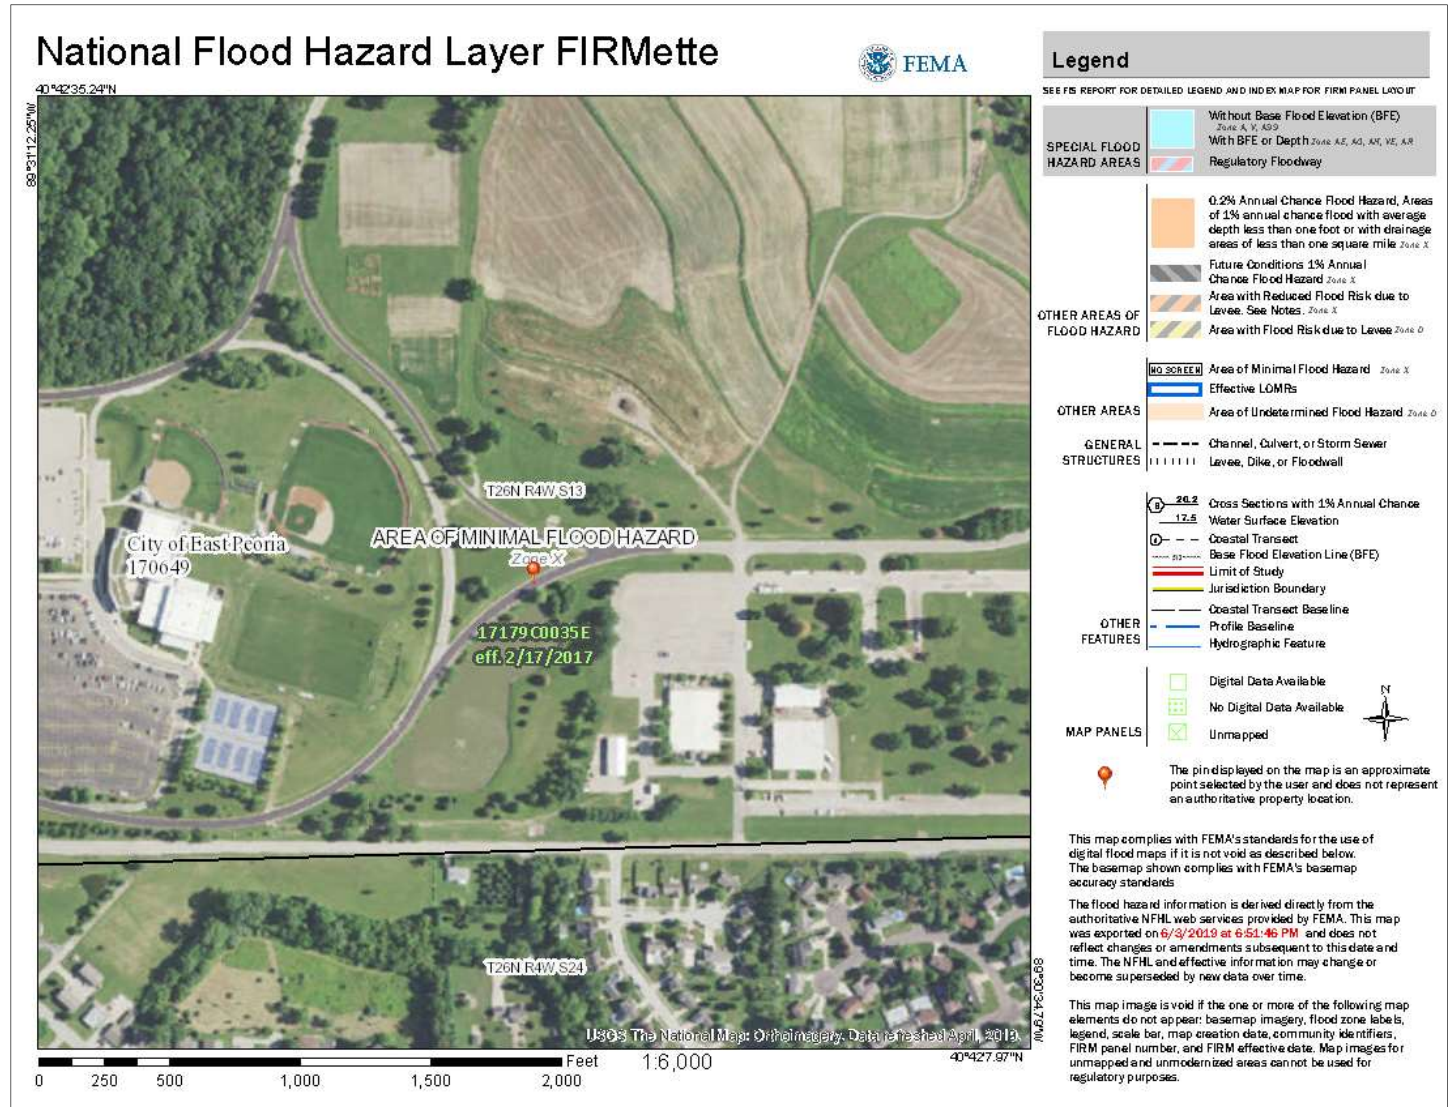 National Flood Hazard Layer FIRMette
FEMA
40°42'35.24"N
89°31'12.25"W
T26N R4W S13
AREA OF MINIMAL FLOOD HAZARD
Zone X
City of East Peoria
170649
17179C0035E
eff. 2/17/2017
T26N R4W S24
USGS The National Map: Orthoimagery. Data refreshed April, 2019.
89°30'34.79"W
40°42'7.97"N
Feet
1:6,000
0 250 500 1,000 1,500 2,000
Legend
SEE FIS REPORT FOR DETAILED LEGEND AND INDEX MAP FOR FIRM PANEL LAYOUT
SPECIAL FLOOD
HAZARD AREAS
Without Base Flood Elevation (BFE)
Zone A, V, A99
With BFE or Depth Zone AE, AO, AH, VE, AR
Regulatory Floodway
OTHER AREAS OF
FLOOD HAZARD
0.2% Annual Chance Flood Hazard, Areas
of 1% annual chance flood with average
depth less than one foot or with drainage
areas of less than one square mile Zone X
Future Conditions 1% Annual
Chance Flood Hazard Zone X
Area with Reduced Flood Risk due to
Levee. See Notes. Zone X
Area with Flood Risk due to Levee Zone D
OTHER AREAS
NO SCREEN Area of Minimal Flood Hazard Zone X
Effective LOMRs
Area of Undetermined Flood Hazard Zone D
GENERAL
STRUCTURES
Channel, Culvert, or Storm Sewer
Levee, Dike, or Floodwall
OTHER
FEATURES
B 20.2 Cross Sections with 1% Annual Chance
17.5 Water Surface Elevation
Coastal Transect
Base Flood Elevation Line (BFE)
Limit of Study
Jurisdiction Boundary
Coastal Transect Baseline
Profile Baseline
Hydrographic Feature
MAP PANELS
Digital Data Available
No Digital Data Available
Unmapped
N
The pin displayed on the map is an approximate
point selected by the user and does not represent
an authoritative property location.
This map complies with FEMA's standards for the use of
digital flood maps if it is not void as described below.
The basemap shown complies with FEMA's basemap
accuracy standards
The flood hazard information is derived directly from the
authoritative NFHL web services provided by FEMA. This map
was exported on 6/3/2019 at 6:51:46 PM and does not
reflect changes or amendments subsequent to this date and
time. The NFHL and effective information may change or
become superseded by new data over time.
This map image is void if the one or more of the following map
elements do not appear: basemap imagery, flood zone labels,
legend, scale bar, map creation date, community identifiers,
FIRM panel number, and FIRM effective date. Map images for
unmapped and unmodernized areas cannot be used for
regulatory purposes.